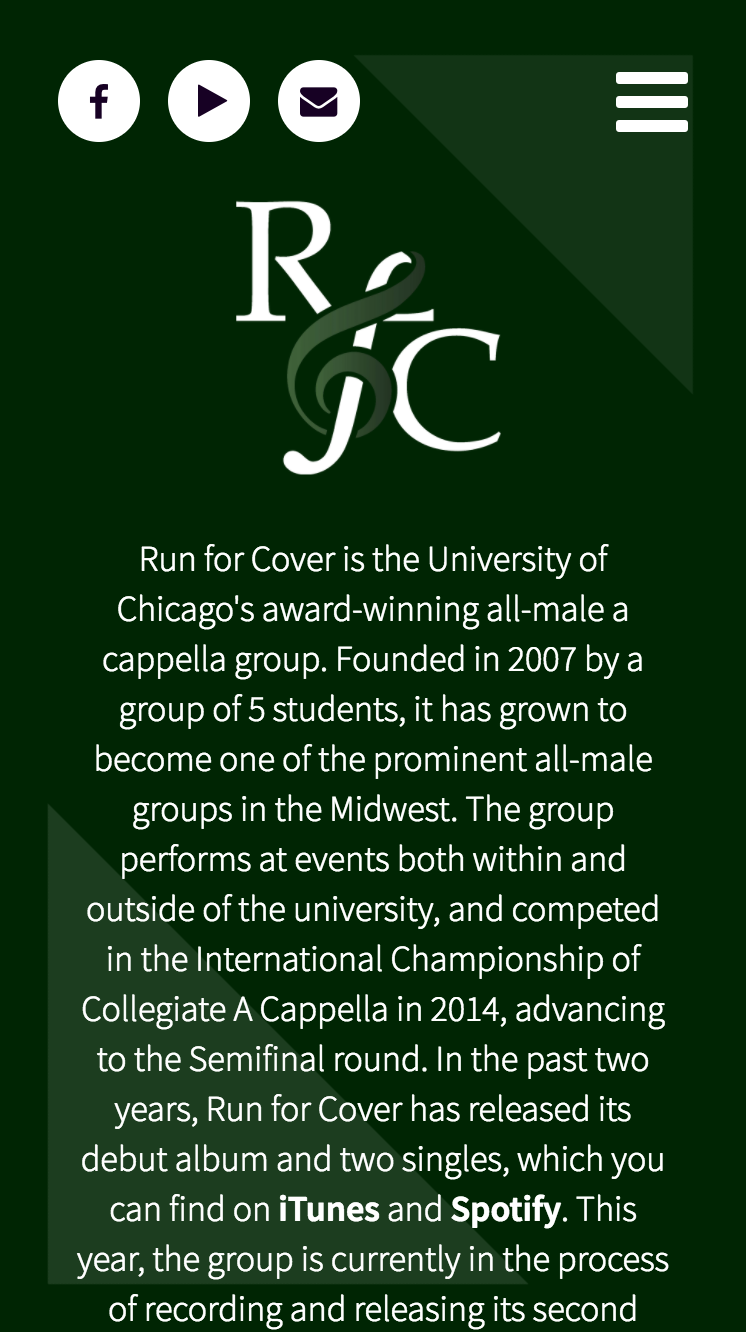 RfC
Run for Cover is the University of
Chicago's award-winning all-male a
cappella group. Founded in 2007 by a
group of 5 students, it has grown to
become one of the prominent all-male
groups in the Midwest. The group
performs at events both within and
outside of the university, and competed
in the International Championship of
Collegiate A Cappella in 2014, advancing
to the Semifinal round. In the past two
years, Run for Cover has released its
debut album and two singles, which you
can find on iTunes and Spotify. This
year, the group is currently in the process
of recording and releasing its second